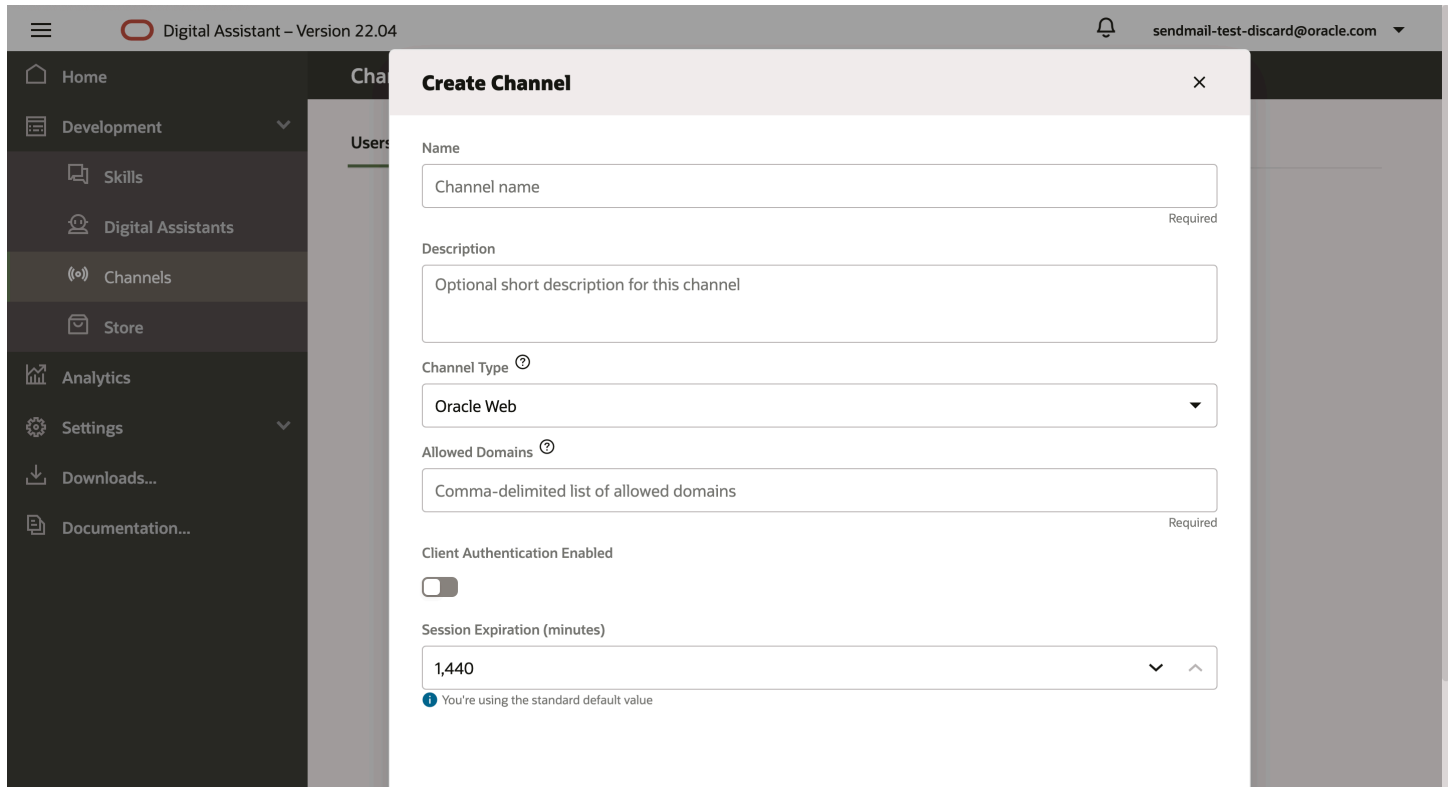 Digital Assistant – Version 22.04
sendmail-test-discard@oracle.com
Home
Development
Skills
Digital Assistants
Channels
Store
Analytics
Settings
Downloads...
Documentation...
Cha
Users
Create Channel
Name
Channel name
Required
Description
Optional short description for this channel
Channel Type
Oracle Web
Allowed Domains
Comma-delimited list of allowed domains
Required
Client Authentication Enabled
Session Expiration (minutes)
1,440
You're using the standard default value